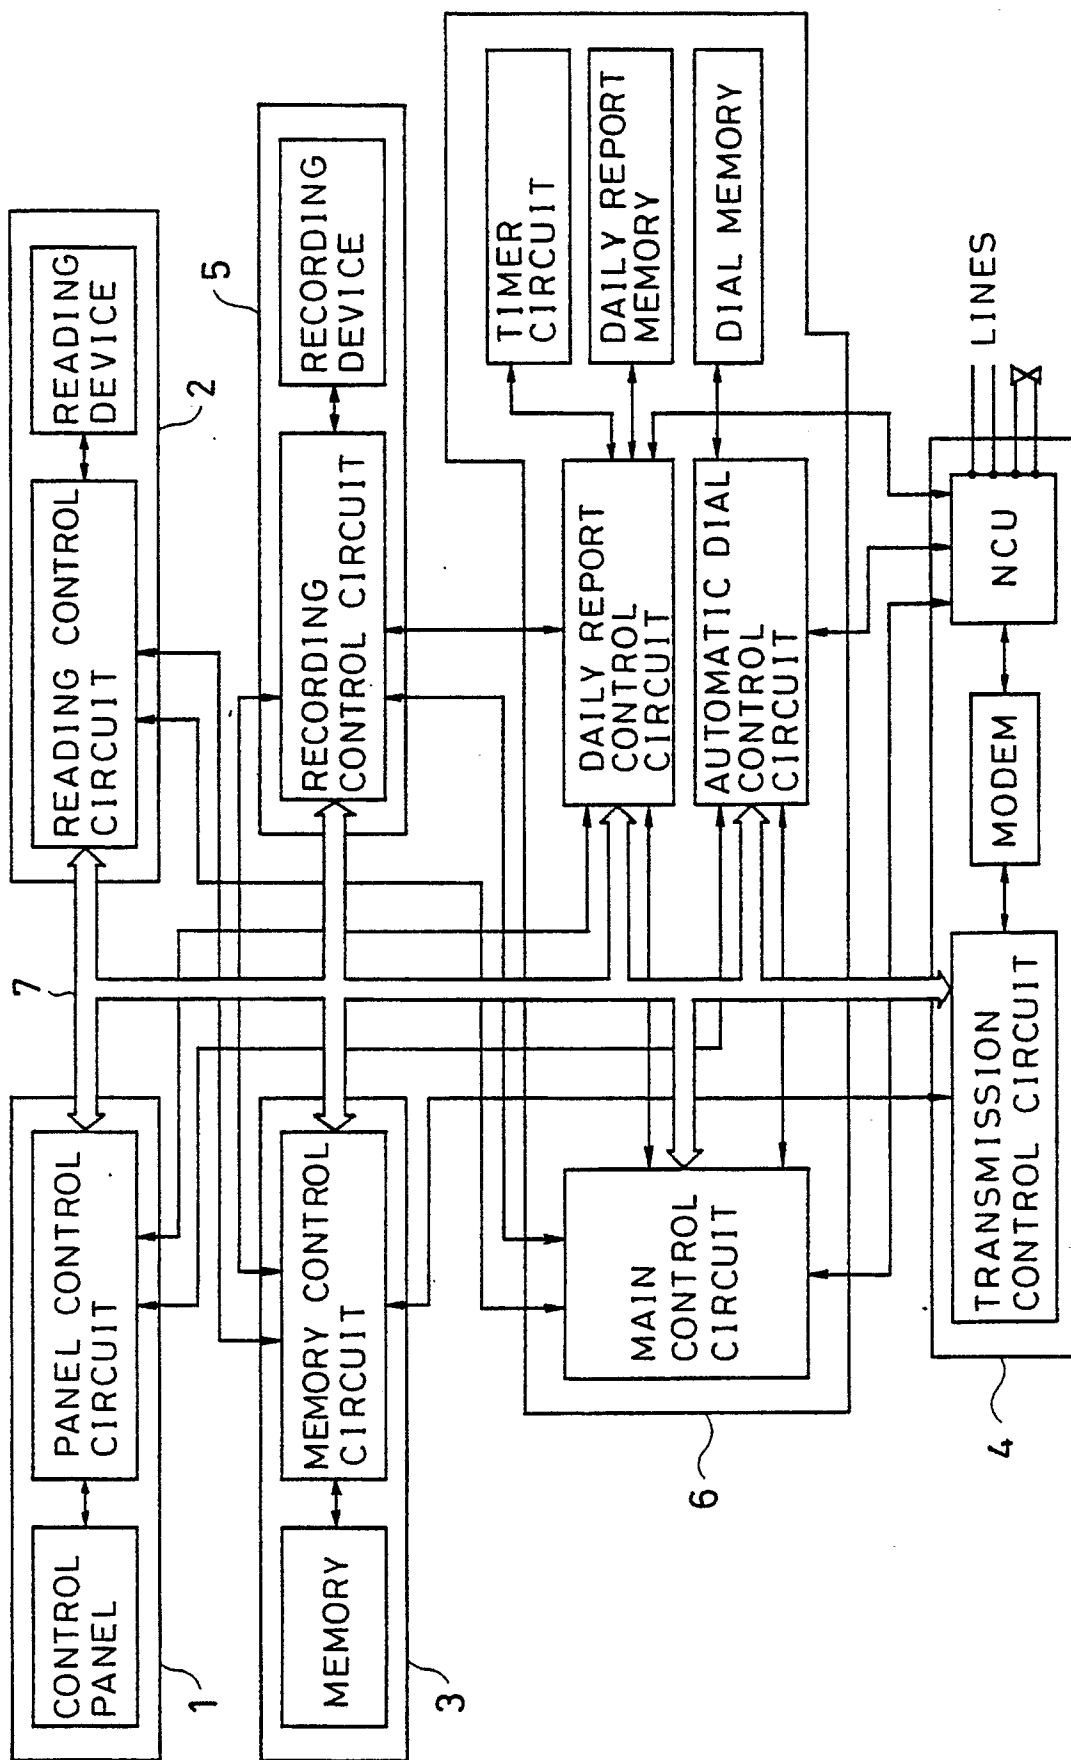 CONTROL
PANEL
PANEL CONTROL
CIRCUIT
1
7
READING CONTROL
CIRCUIT
READING
DEVICE
2
MEMORY
MEMORY CONTROL
CIRCUIT
3
RECORDING
CONTROL CIRCUIT
RECORDING
DEVICE
5
MAIN
CONTROL
CIRCUIT
6
DAILY REPORT
CONTROL
CIRCUIT
AUTOMATIC DIAL
CONTROL
CIRCUIT
TIMER
CIRCUIT
DAILY REPORT
MEMORY
DIAL MEMORY
TRANSMISSION
CONTROL CIRCUIT
4
MODEM
NCU
LINES